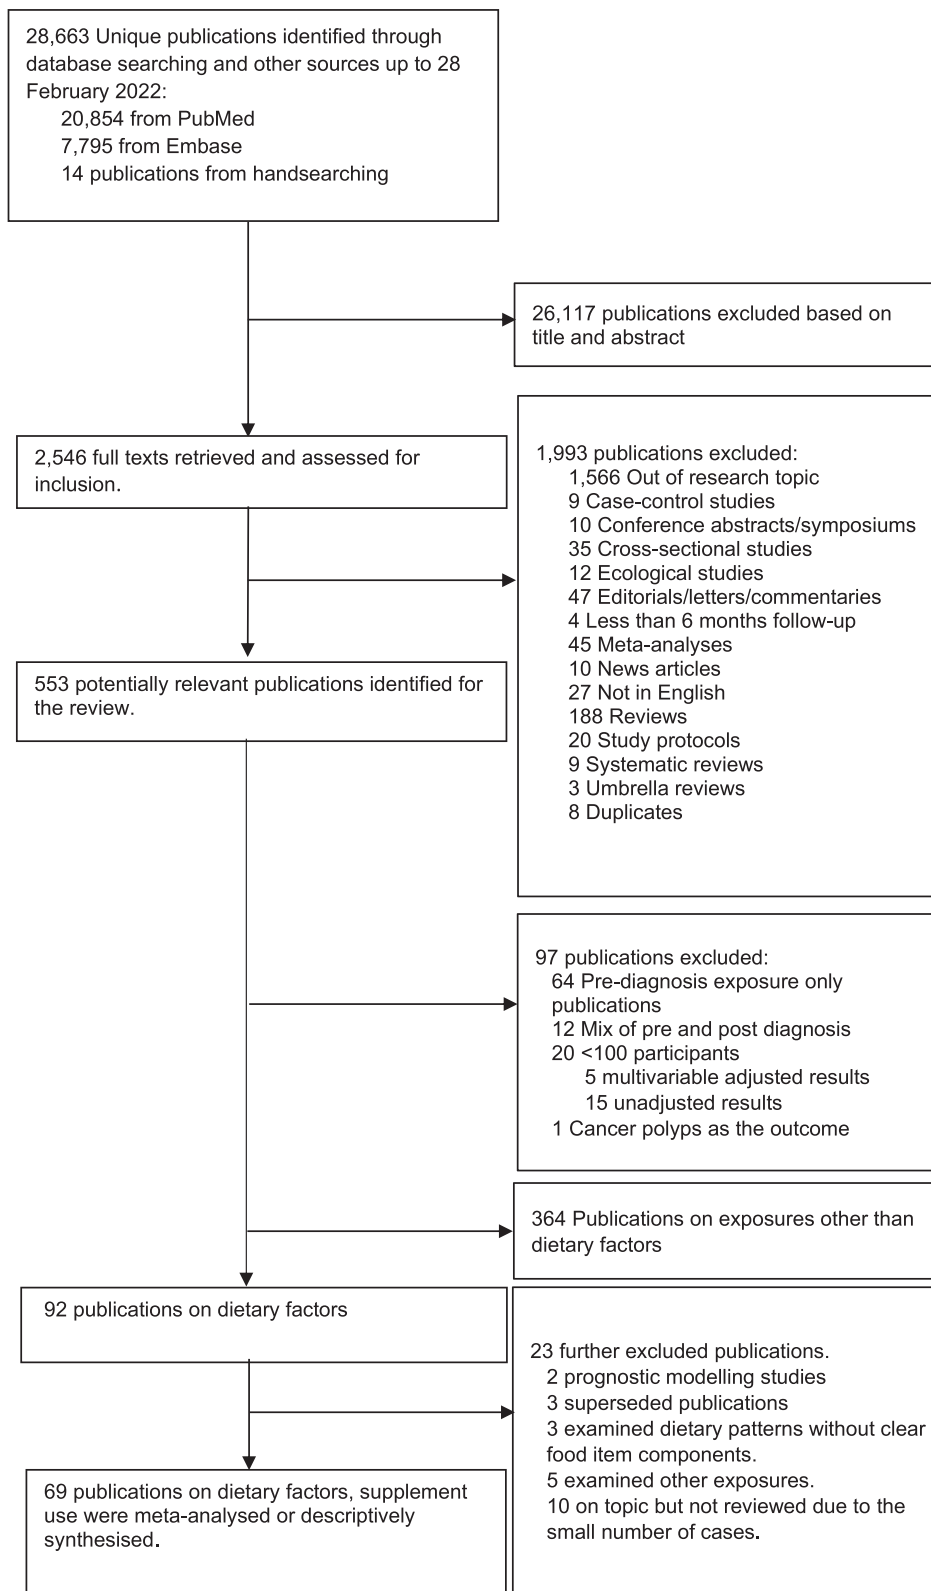 28,663 Unique publications identified through
database searching and other sources up to 28
February 2022:
20,854 from PubMed
7,795 from Embase
14 publications from handsearching
26,117 publications excluded based on
title and abstract
2,546 full texts retrieved and assessed for
inclusion.
1,993 publications excluded:
1,566 Out of research topic
9 Case-control studies
10 Conference abstracts/symposiums
35 Cross-sectional studies
12 Ecological studies
47 Editorials/letters/commentaries
4 Less than 6 months follow-up
45 Meta-analyses
10 News articles
27 Not in English
188 Reviews
20 Study protocols
9 Systematic reviews
3 Umbrella reviews
8 Duplicates
553 potentially relevant publications identified for
the review.
97 publications excluded:
64 Pre-diagnosis exposure only
publications
12 Mix of pre and post diagnosis
20 <100 participants
5 multivariable adjusted results
15 unadjusted results
1 Cancer polyps as the outcome
364 Publications on exposures other than
dietary factors
92 publications on dietary factors
23 further excluded publications.
2 prognostic modelling studies
3 superseded publications
3 examined dietary patterns without clear
food item components.
5 examined other exposures.
10 on topic but not reviewed due to the
small number of cases.
69 publications on dietary factors, supplement
use were meta-analysed or descriptively
synthesised.